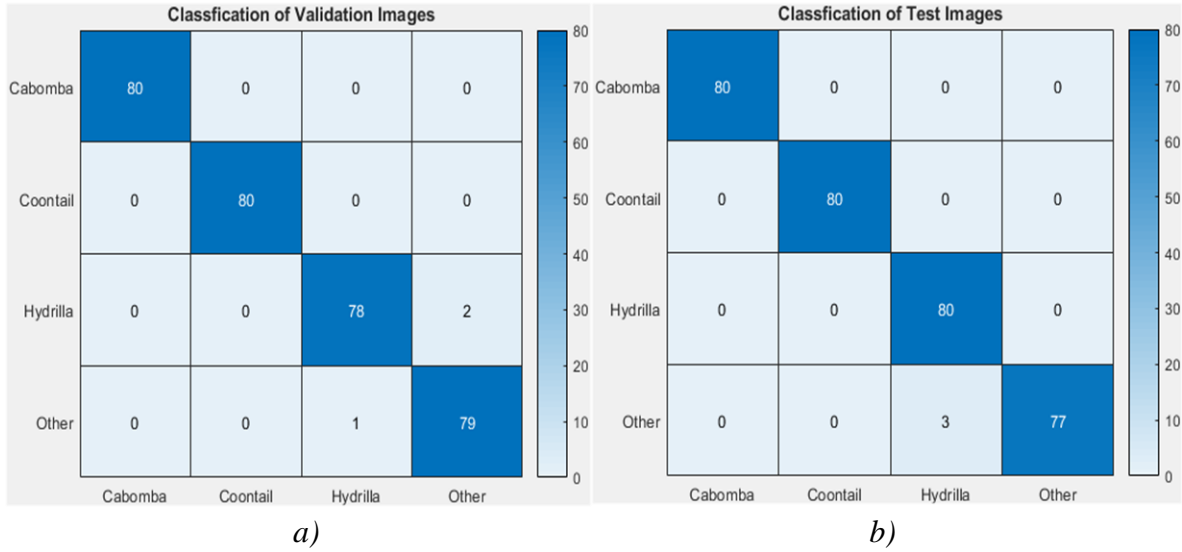 Classfication of Validation Images
80
Cabomba 80 0 0 0
70
60
Coontail 0 80 0 0
50
40
Hydrilla 0 0 78 2
30
20
Other 0 0 1 79
10
0
Cabomba Coontail Hydrilla Other
a)
Classfication of Test Images
80
Cabomba 80 0 0 0
70
60
Coontail 0 80 0 0
50
40
Hydrilla 0 0 80 0
30
20
Other 0 0 3 77
10
0
Cabomba Coontail Hydrilla Other
b)